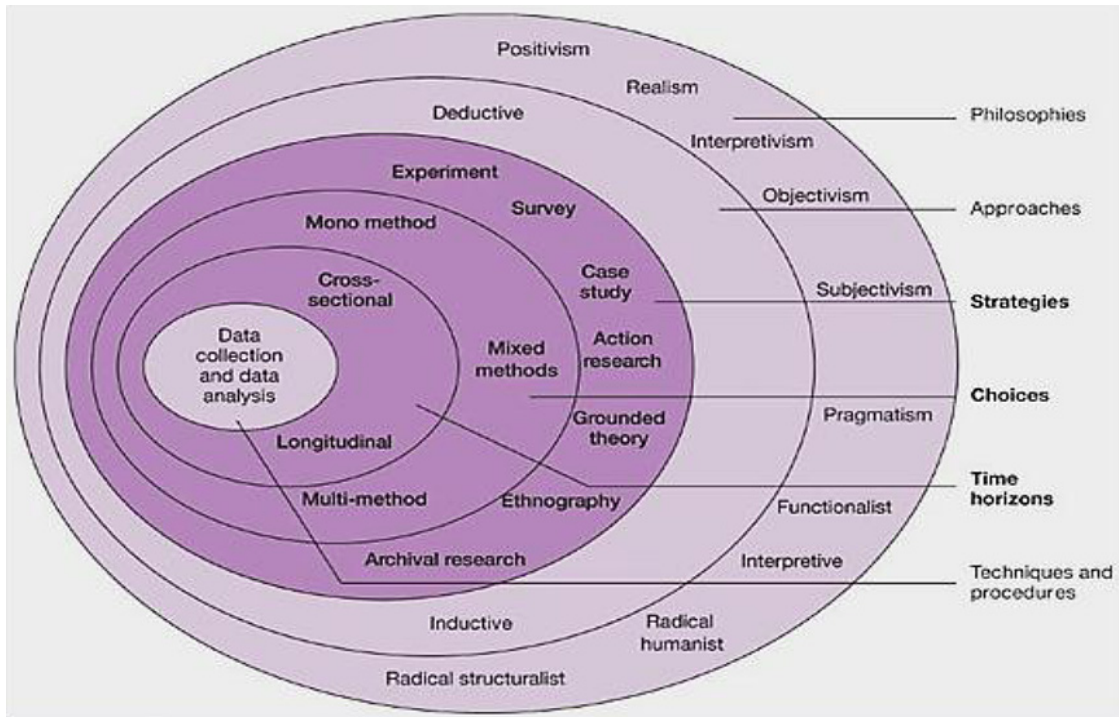 Positivism
Realism
Interpretivism
Objectivism
Subjectivism
Pragmatism
Functionalist
Interpretive
Radical
humanist
Radical structuralist
Deductive
Inductive
Experiment
Survey
Case
study
Action
research
Grounded
theory
Ethnography
Archival research
Mono method
Mixed
methods
Multi-method
Cross-
sectional
Longitudinal
Data
collection
and data
analysis
Philosophies
Approaches
Strategies
Choices
Time
horizons
Techniques and
procedures